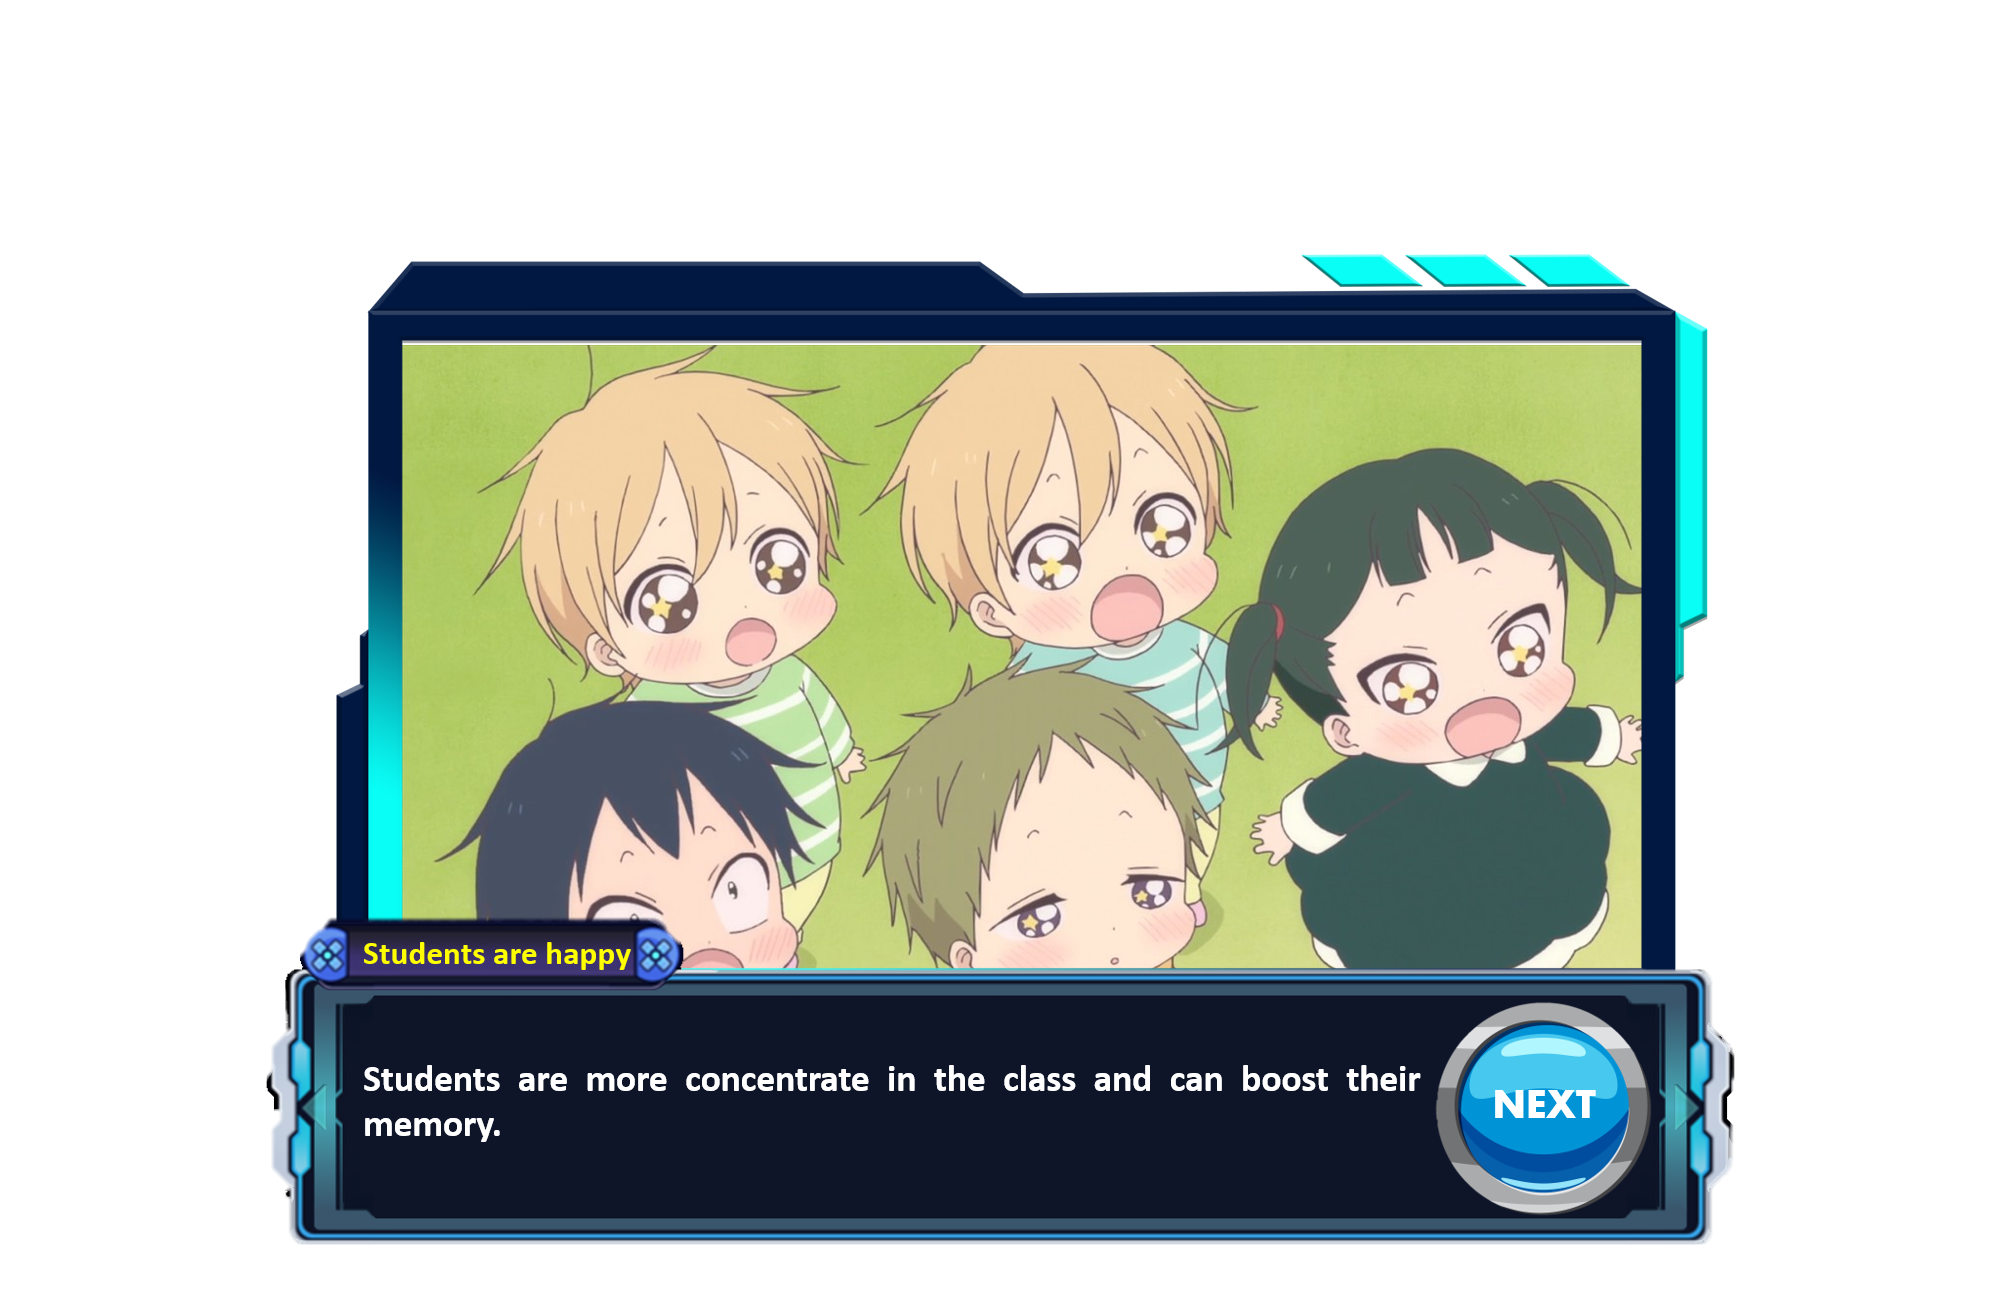 Students are happy
Students are more concentrate in the class and can boost their
memory.
NEXT